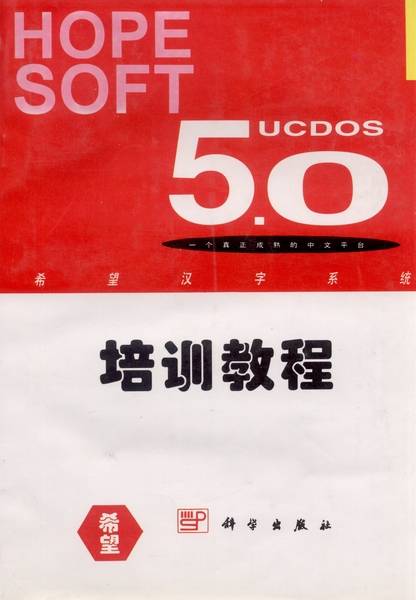 HOPE
SOFT
UCDOS
5.0
一个真正成熟的中文平台
希望汉字系统
培训教程
希望
SP
科学出版社